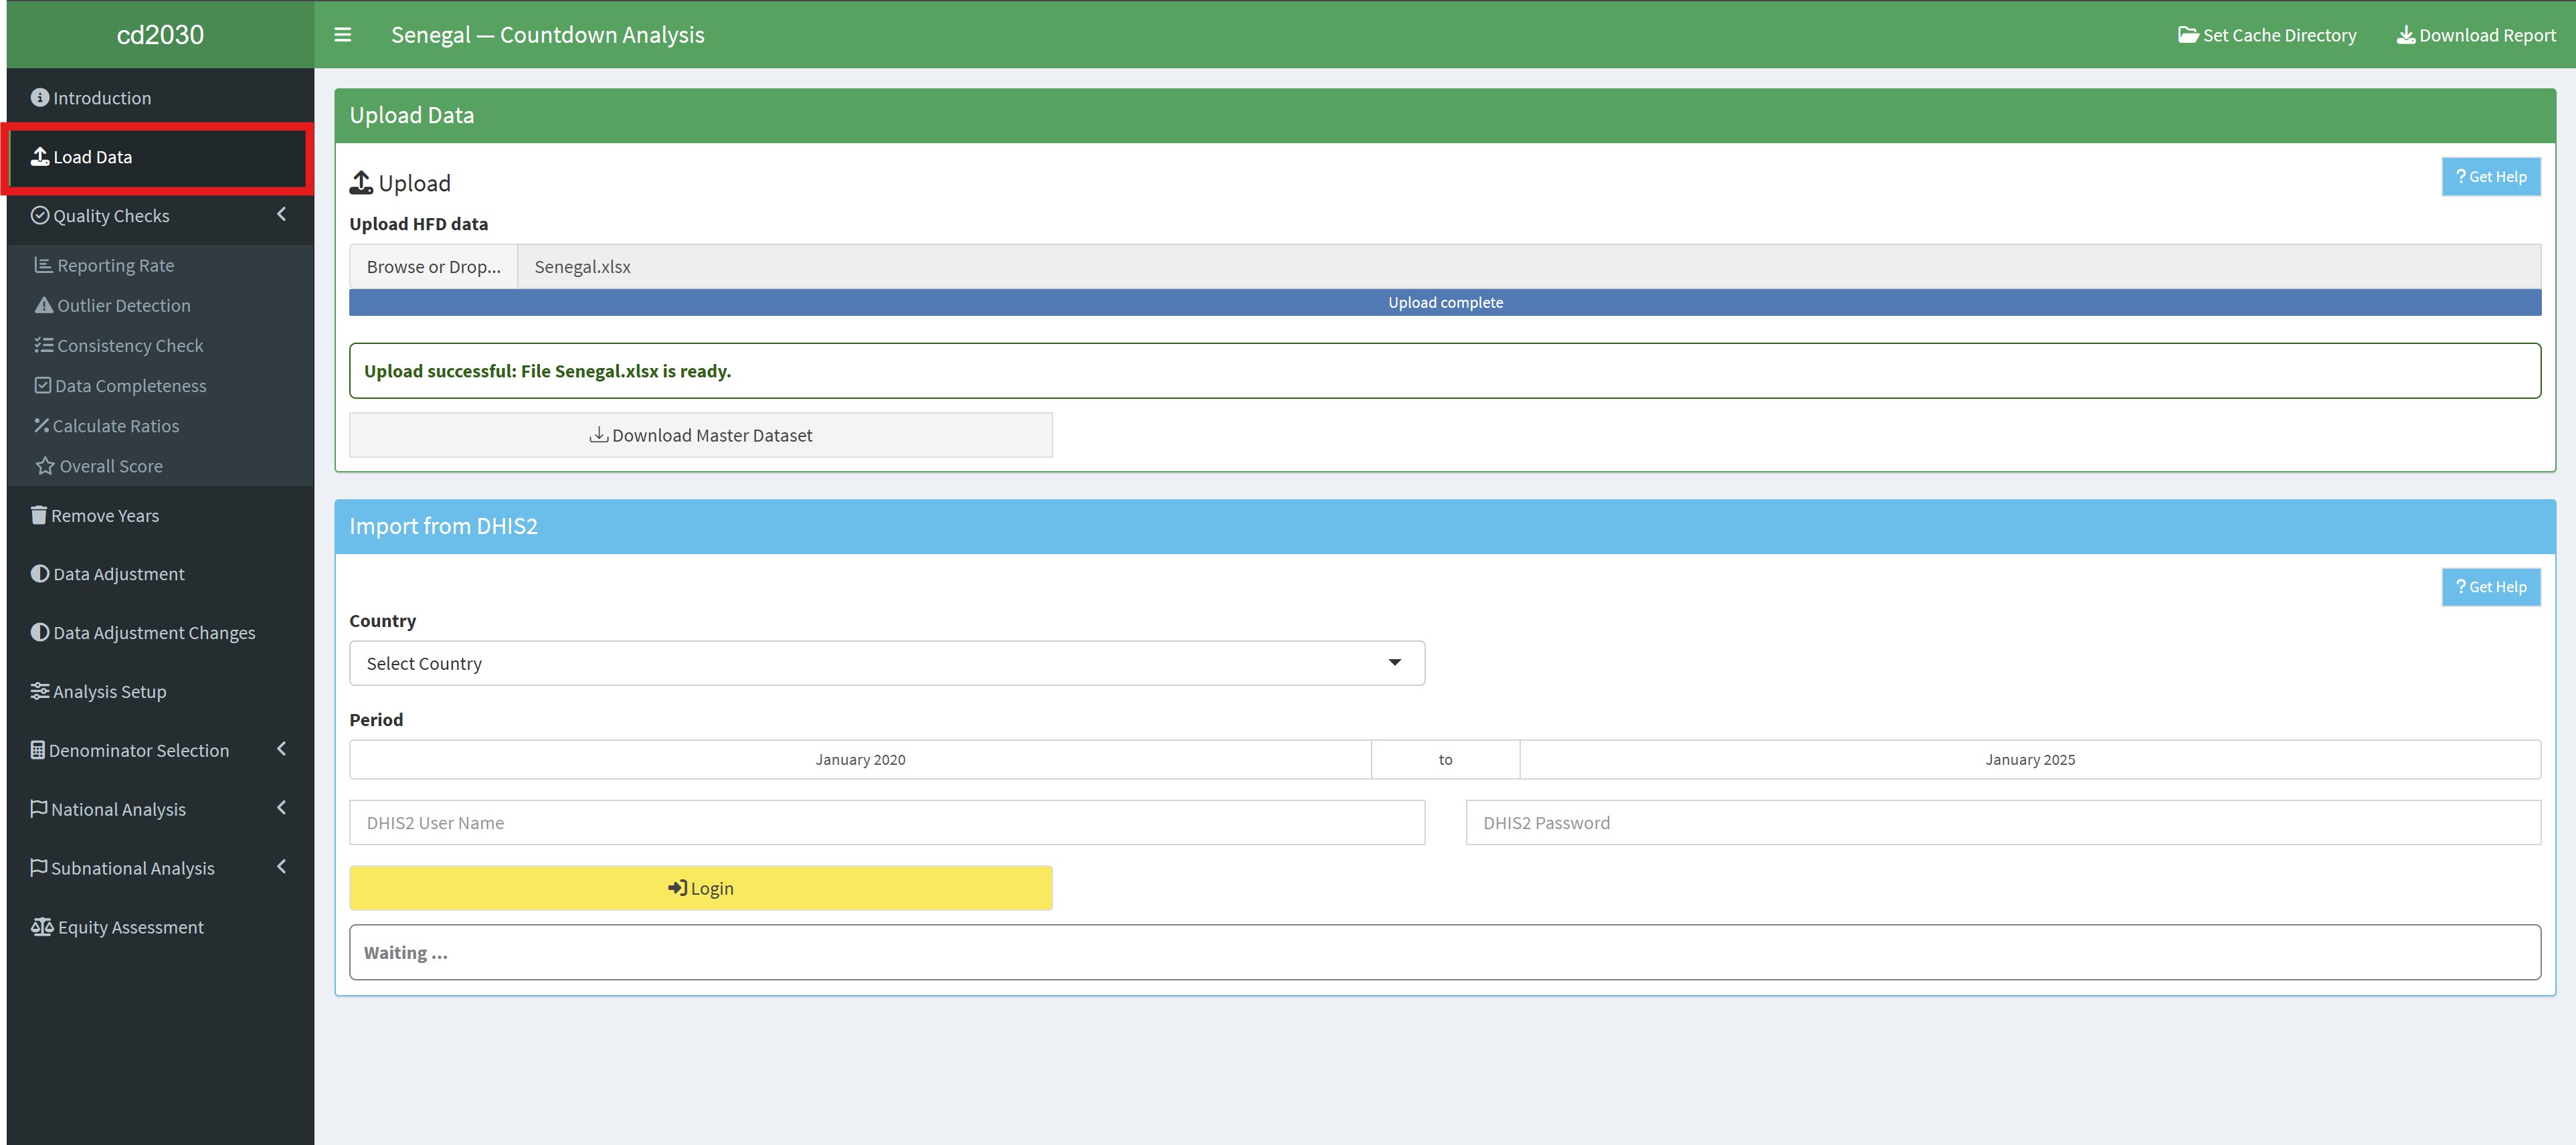 cd2030
Senegal — Countdown Analysis
Set Cache Directory
Download Report
Introduction
Load Data
Quality Checks
Reporting Rate
Outlier Detection
Consistency Check
Data Completeness
Calculate Ratios
Overall Score
Remove Years
Data Adjustment
Data Adjustment Changes
Analysis Setup
Denominator Selection
National Analysis
Subnational Analysis
Equity Assessment
Upload Data
Upload
? Get Help
Upload HFD data
Browse or Drop... Senegal.xlsx
Upload complete
Upload successful: File Senegal.xlsx is ready.
Download Master Dataset
Import from DHIS2
? Get Help
Country
Select Country
Period
January 2020 to January 2025
DHIS2 User Name DHIS2 Password
Login
Waiting ...